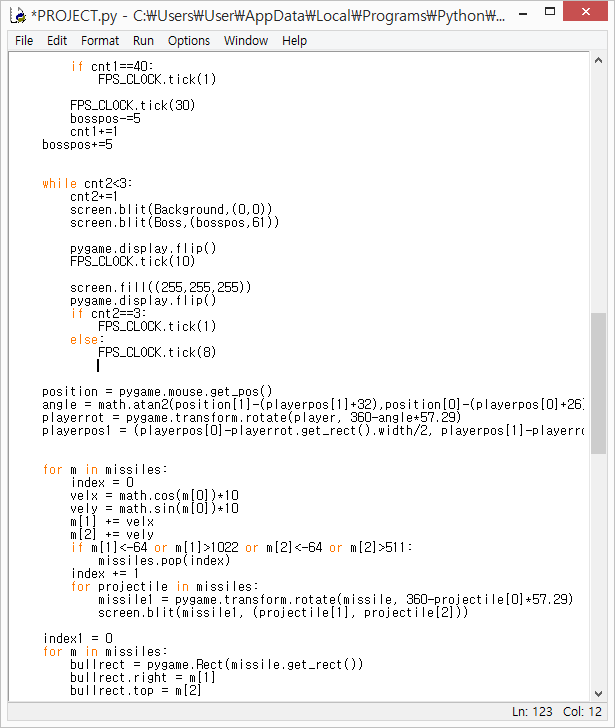 *PROJECT.py - C:₩Users₩User₩AppData₩Local₩Programs₩Python₩...
File Edit Format Run Options Window Help
        if cnt1==40:
            FPS_CLOCK.tick(1)
        FPS_CLOCK.tick(30)
        bosspos-=5
        cnt1+=1
    bosspos+=5
    while cnt2<3:
        cnt2+=1
        screen.blit(Background,(0,0))
        screen.blit(Boss,(bosspos,61))
        pygame.display.flip()
        FPS_CLOCK.tick(10)
        screen.fill((255,255,255))
        pygame.display.flip()
        if cnt2==3:
            FPS_CLOCK.tick(1)
        else:
            FPS_CLOCK.tick(8)
    position = pygame.mouse.get_pos()
    angle = math.atan2(position[1]-(playerpos[1]+32),position[0]-(playerpos[0]+26)
    playerrot = pygame.transform.rotate(player, 360-angle*57.29)
    playerpos1 = (playerpos[0]-playerrot.get_rect().width/2, playerpos[1]-playerro
    for m in missiles:
        index = 0
        velx = math.cos(m[0])*10
        vely = math.sin(m[0])*10
        m[1] += velx
        m[2] += vely
        if m[1]<-64 or m[1]>1022 or m[2]<-64 or m[2]>511:
            missiles.pop(index)
        index += 1
        for projectile in missiles:
            missile1 = pygame.transform.rotate(missile, 360-projectile[0]*57.29)
            screen.blit(missile1, (projectile[1], projectile[2]))
    index1 = 0
    for m in missiles:
        bullrect = pygame.Rect(missile.get_rect())
        bullrect.right = m[1]
        bullrect.top = m[2]
Ln: 123 Col: 12